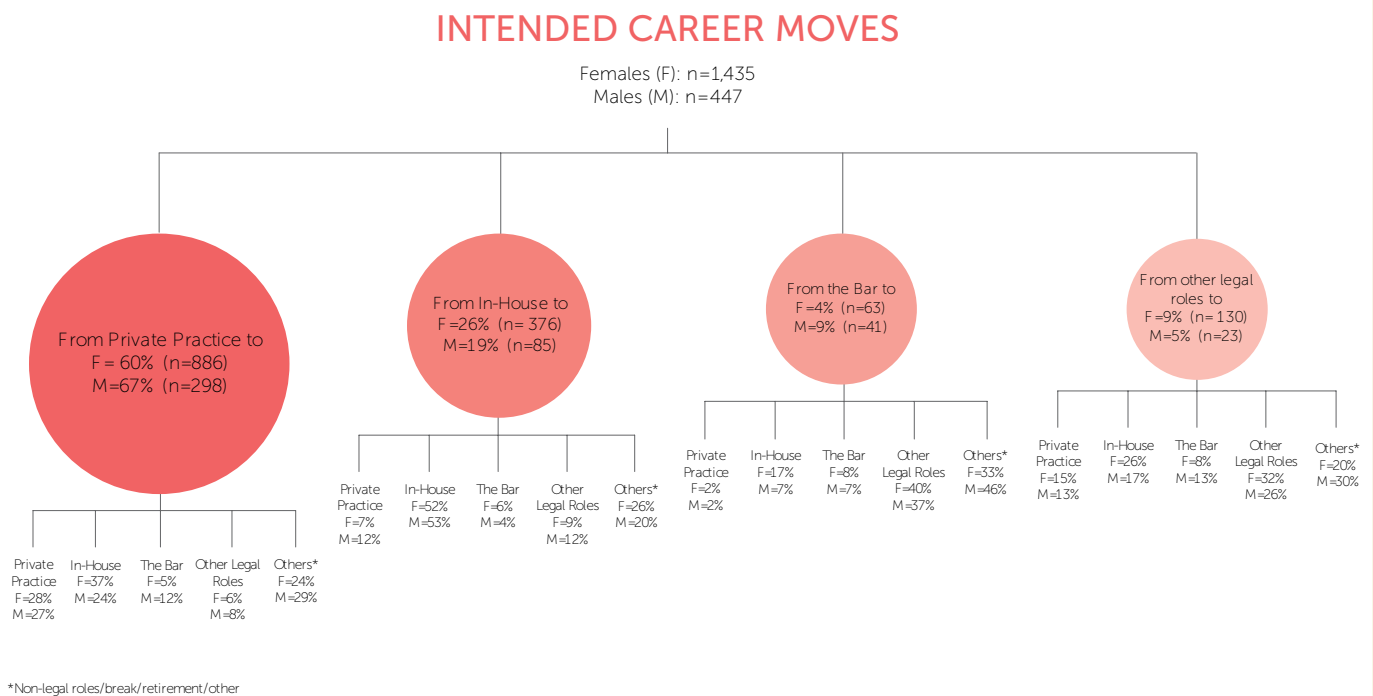 INTENDED CAREER MOVES
Females (F): n=1,435
Males (M): n=447
From Private Practice to
F = 60% (n=886)
M=67% (n=298)
Private
Practice
F=28%
M=27%
In-House
F=37%
M=24%
The Bar
F=5%
M=12%
Other Legal
Roles
F=6%
M=8%
Others*
F=24%
M=29%
From In-House to
F=26% (n= 376)
M=19% (n=85)
Private
Practice
F=7%
M=12%
In-House
F=52%
M=53%
The Bar
F=6%
M=4%
Other
Legal Roles
F=9%
M=12%
Others*
F=26%
M=20%
From the Bar to
F=4% (n=63)
M=9% (n=41)
Private
Practice
F=2%
M=2%
In-House
F=17%
M=7%
The Bar
F=8%
M=7%
Other
Legal Roles
F=40%
M=37%
Others*
F=33%
M=46%
From other legal
roles to
F=9% (n= 130)
M=5% (n=23)
Private
Practice
F=15%
M=13%
In-House
F=26%
M=17%
The Bar
F=8%
M=13%
Other
Legal Roles
F=32%
M=26%
Others*
F=20%
M=30%
*Non-legal roles/break/retirement/other